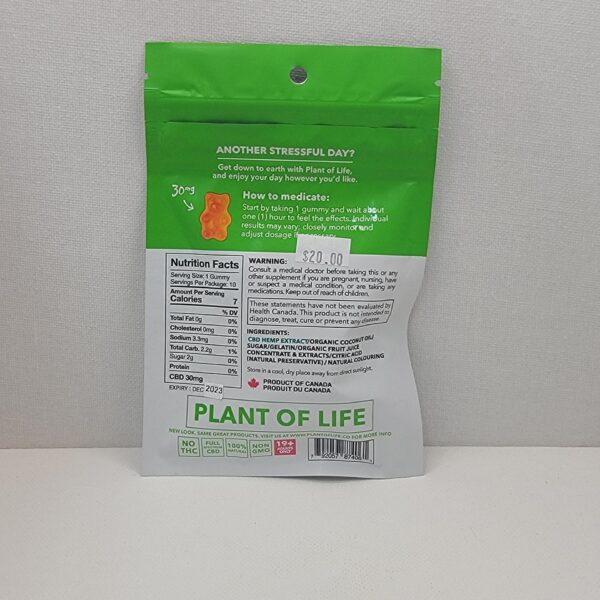 ANOTHER STRESSFUL DAY?
Get down to earth with Plant of Life,
and enjoy your day however you'd like.
30mg
How to medicate:
Start by taking 1 gummy and wait about
one (1) hour to feel the effects. Individual
results may vary; closely monitor and
adjust dosage if
$20.00
Nutrition Facts
Serving Size: 1 Gummy
Servings Per Package: 10
Amount Per Serving
Calories 7
% DV
Total Fat 0g 0%
Cholesterol 0mg 0%
Sodium 3.3mg 0%
Total Carb. 2.2g 1%
Sugar 2g 0%
Protein 0%
CBD 30mg
EXPIRY: DEC 2023
WARNING:
Consult a medical doctor before taking this or any
other supplement if you are pregnant, nursing, have
or suspect a medical condition, or are taking any
medications. Keep out of reach of children.
These statements have not been evaluated by
Health Canada. This product is not intended to
diagnose, treat, cure or prevent any disease.
INGREDIENTS:
CBD HEMP EXTRACT/ORGANIC COCONUT OIL/
SUGAR/GELATIN/ORGANIC FRUIT JUICE
CONCENTRATE & EXTRACTS/CITRIC ACID
(NATURAL PRESERVATIVE) / NATURAL COLOURING
Store in a cool, dry place away from direct sunlight.
PRODUCT OF CANADA
PRODUIT DU CANADA
PLANT OF LIFE
NEW LOOK, SAME GREAT PRODUCTS. VISIT US AT WWW.PLANTOFLIFE.CO FOR MORE INFO
NO THC
FULL SPECTRUM CBD
100% NATURAL
NON GMO
19+ ADULTS ONLY